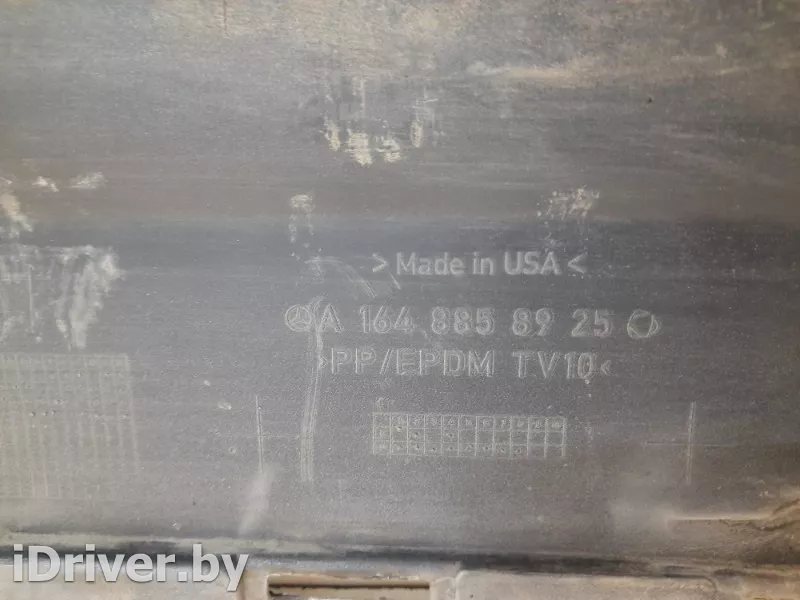 >Made in USA<
A 164 885 89 25
>PP/EPDM TV10<
iDriver.by